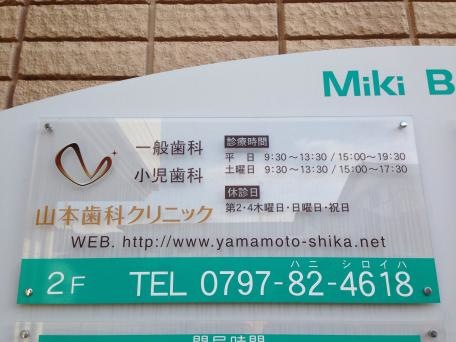 Miki B
一般歯科
小児歯科
山本歯科クリニック
診療時間
平 日 9:30～13:30 / 15:00～19:30
土曜日 9:30～13:30 / 15:00～17:30
休診日
第2・4木曜日・日曜日・祝日
WEB. http://www.yamamoto-shika.net
ハニ シロイハ
2F TEL 0797-82-4618